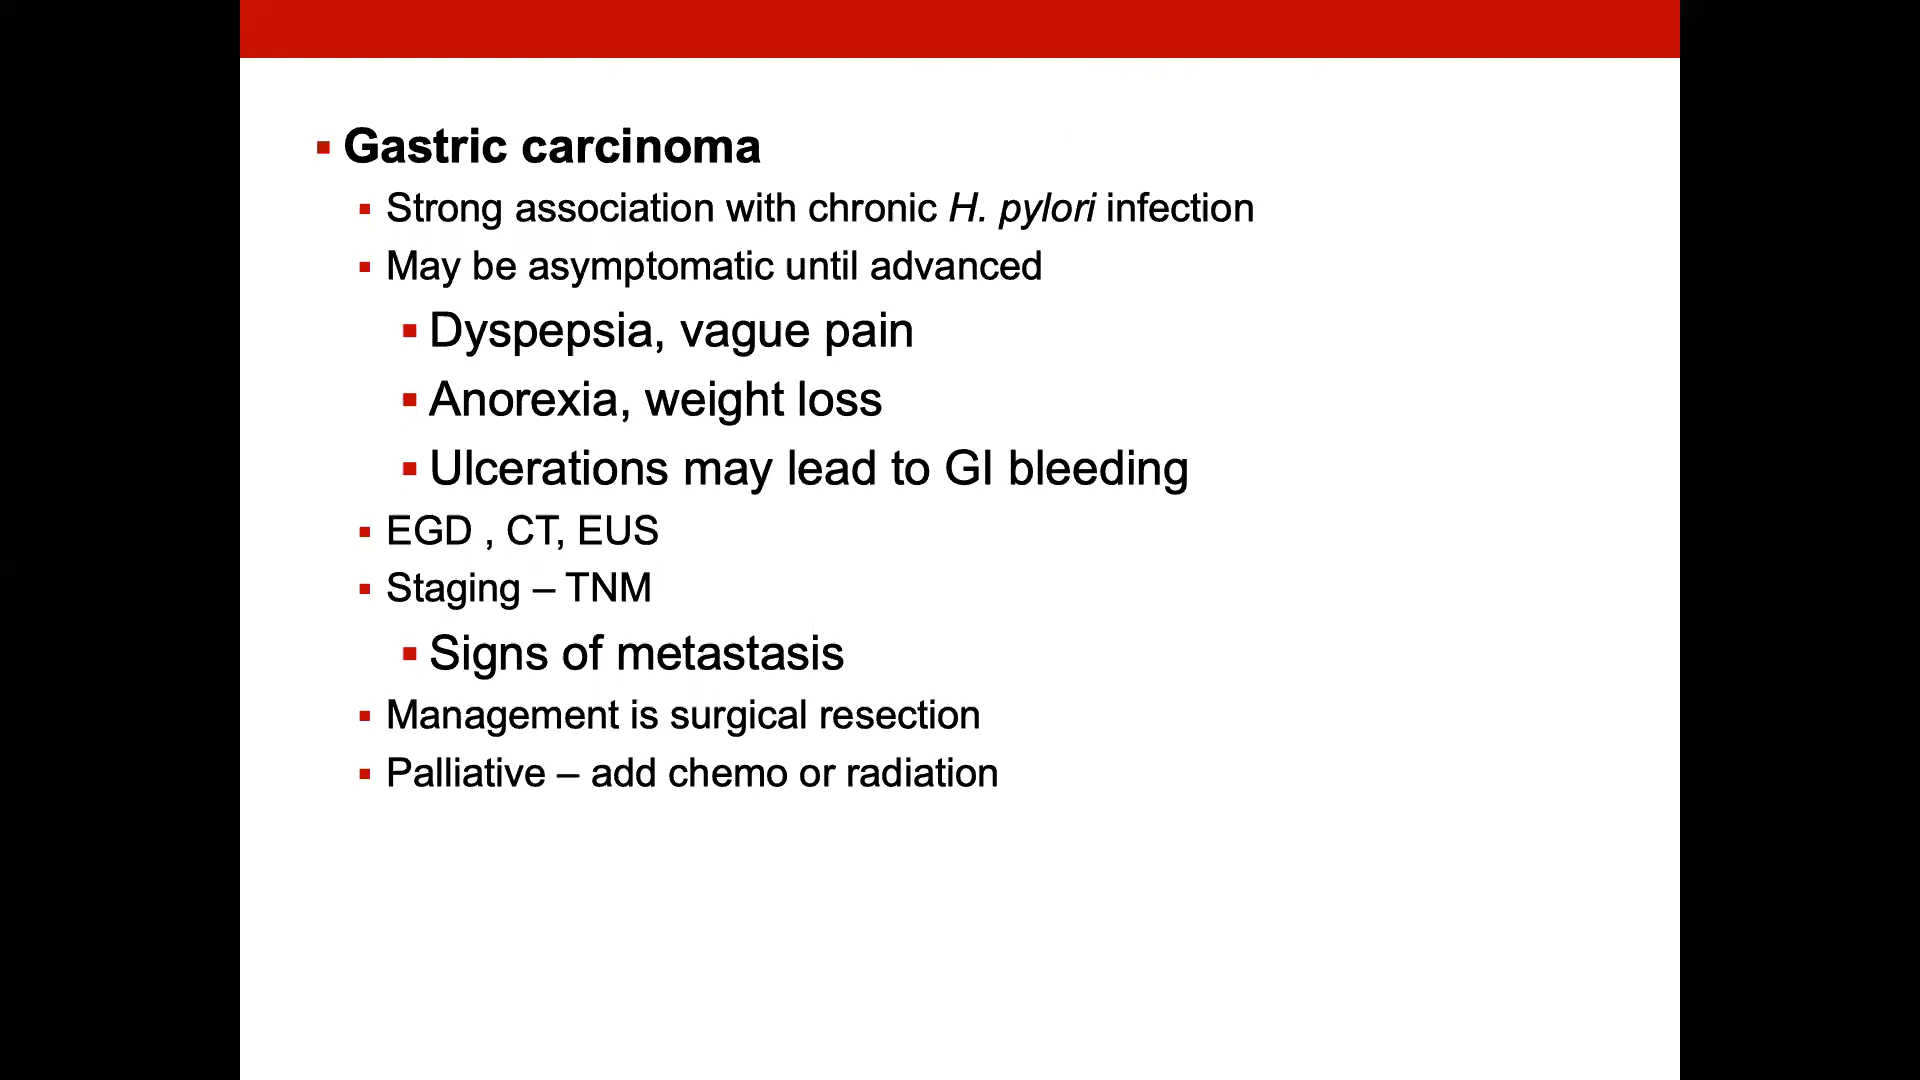 Gastric carcinoma
Strong association with chronic H. pylori infection
May be asymptomatic until advanced
Dyspepsia, vague pain
Anorexia, weight loss
Ulcerations may lead to GI bleeding
EGD , CT, EUS
Staging – TNM
Signs of metastasis
Management is surgical resection
Palliative – add chemo or radiation